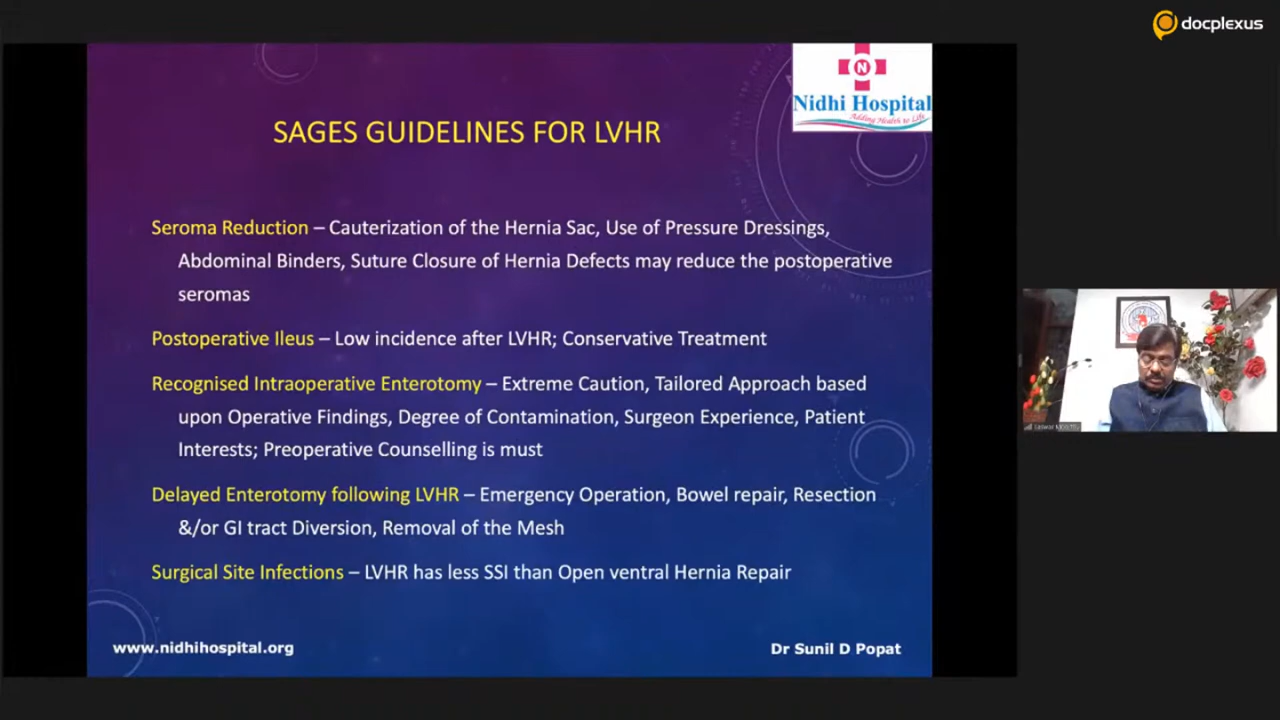 docplexus
N
Nidhi Hospital
Adding Health to Life
SAGES GUIDELINES FOR LVHR
Seroma Reduction – Cauterization of the Hernia Sac, Use of Pressure Dressings,
Abdominal Binders, Suture Closure of Hernia Defects may reduce the postoperative
seromas
Postoperative Ileus – Low incidence after LVHR; Conservative Treatment
Recognised Intraoperative Enterotomy – Extreme Caution, Tailored Approach based
upon Operative Findings, Degree of Contamination, Surgeon Experience, Patient
Interests; Preoperative Counselling is must
Delayed Enterotomy following LVHR – Emergency Operation, Bowel repair, Resection
&/or GI tract Diversion, Removal of the Mesh
Surgical Site Infections – LVHR has less SSI than Open ventral Hernia Repair
www.nidhihospital.org
Dr Sunil D Popat